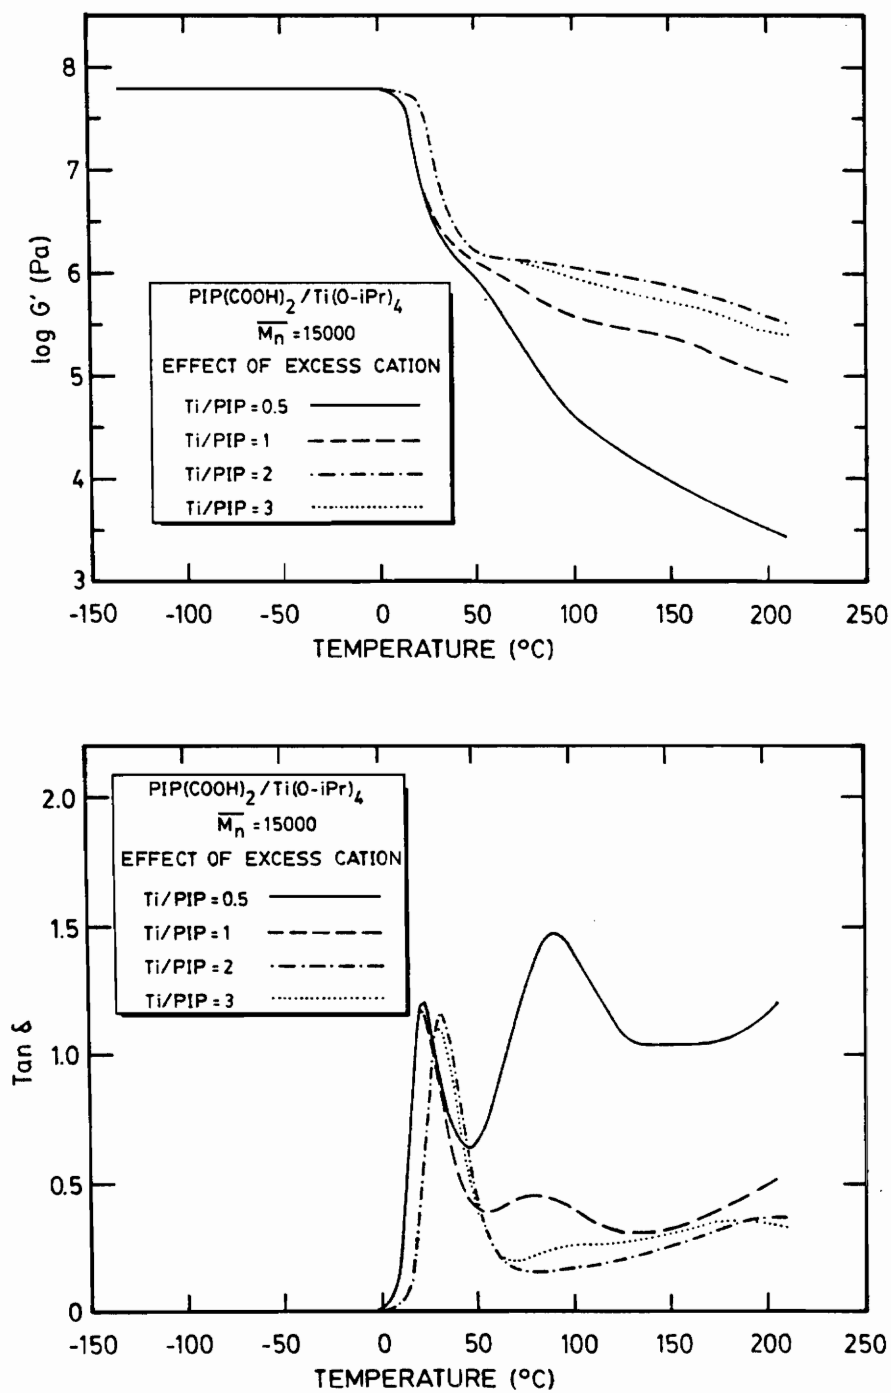 8
7
6
5
4
3
log G' (Pa)
PIP(COOH)2/Ti(O-iPr)4
Mn = 15000
EFFECT OF EXCESS CATION
Ti/PIP = 0.5
Ti/PIP = 1
Ti/PIP = 2
Ti/PIP = 3
-150 -100 -50 0 50 100 150 200 250
TEMPERATURE (°C)
2.0
1.5
1.0
0.5
0
Tan δ
PIP(COOH)2/Ti(O-iPr)4
Mn = 15000
EFFECT OF EXCESS CATION
Ti/PIP = 0.5
Ti/PIP = 1
Ti/PIP = 2
Ti/PIP = 3
-150 -100 -50 0 50 100 150 200 250
TEMPERATURE (°C)